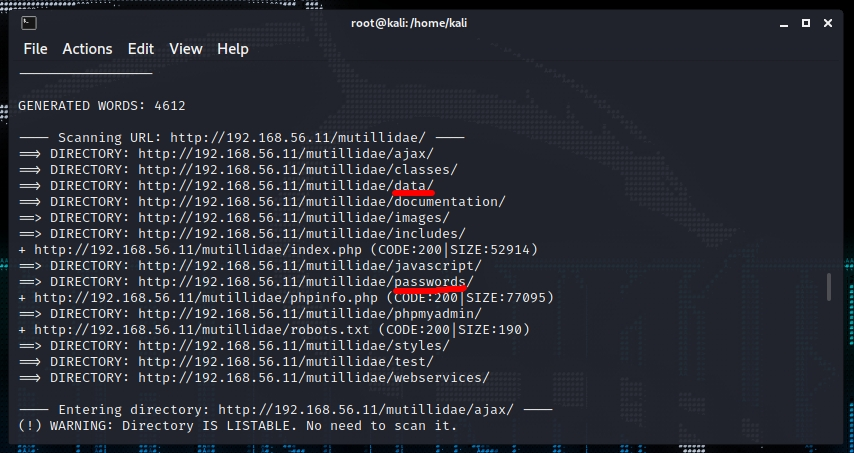 root@kali:/home/kali
File Actions Edit View Help
GENERATED WORDS: 4612
---- Scanning URL: http://192.168.56.11/mutillidae/ ----
==> DIRECTORY: http://192.168.56.11/mutillidae/ajax/
==> DIRECTORY: http://192.168.56.11/mutillidae/classes/
==> DIRECTORY: http://192.168.56.11/mutillidae/data/
==> DIRECTORY: http://192.168.56.11/mutillidae/documentation/
==> DIRECTORY: http://192.168.56.11/mutillidae/images/
==> DIRECTORY: http://192.168.56.11/mutillidae/includes/
+ http://192.168.56.11/mutillidae/index.php (CODE:200|SIZE:52914)
==> DIRECTORY: http://192.168.56.11/mutillidae/javascript/
==> DIRECTORY: http://192.168.56.11/mutillidae/passwords/
+ http://192.168.56.11/mutillidae/phpinfo.php (CODE:200|SIZE:77095)
==> DIRECTORY: http://192.168.56.11/mutillidae/phpmyadmin/
+ http://192.168.56.11/mutillidae/robots.txt (CODE:200|SIZE:190)
==> DIRECTORY: http://192.168.56.11/mutillidae/styles/
==> DIRECTORY: http://192.168.56.11/mutillidae/test/
==> DIRECTORY: http://192.168.56.11/mutillidae/webservices/
---- Entering directory: http://192.168.56.11/mutillidae/ajax/ ----
(!) WARNING: Directory IS LISTABLE. No need to scan it.